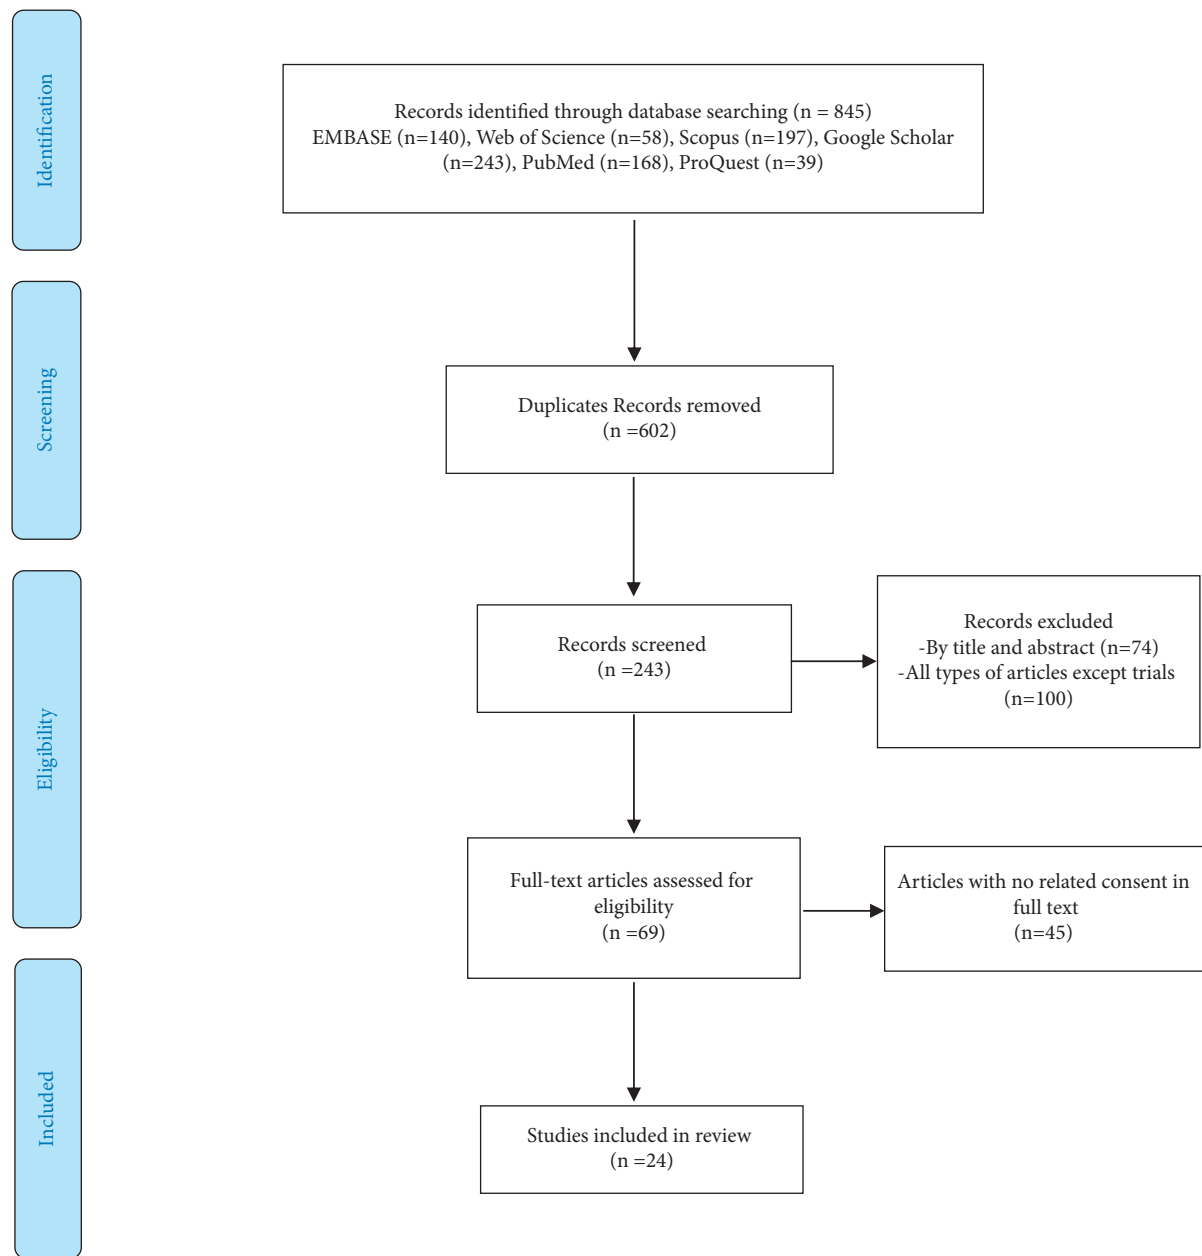 Identification
Records identified through database searching (n = 845)
EMBASE (n=140), Web of Science (n=58), Scopus (n=197), Google Scholar
(n=243), PubMed (n=168), ProQuest (n=39)
Screening
Duplicates Records removed
(n =602)
Eligibility
Records screened
(n =243)
Records excluded
-By title and abstract (n=74)
-All types of articles except trials
(n=100)
Full-text articles assessed for
eligibility
(n =69)
Articles with no related consent in
full text
(n=45)
Included
Studies included in review
(n =24)